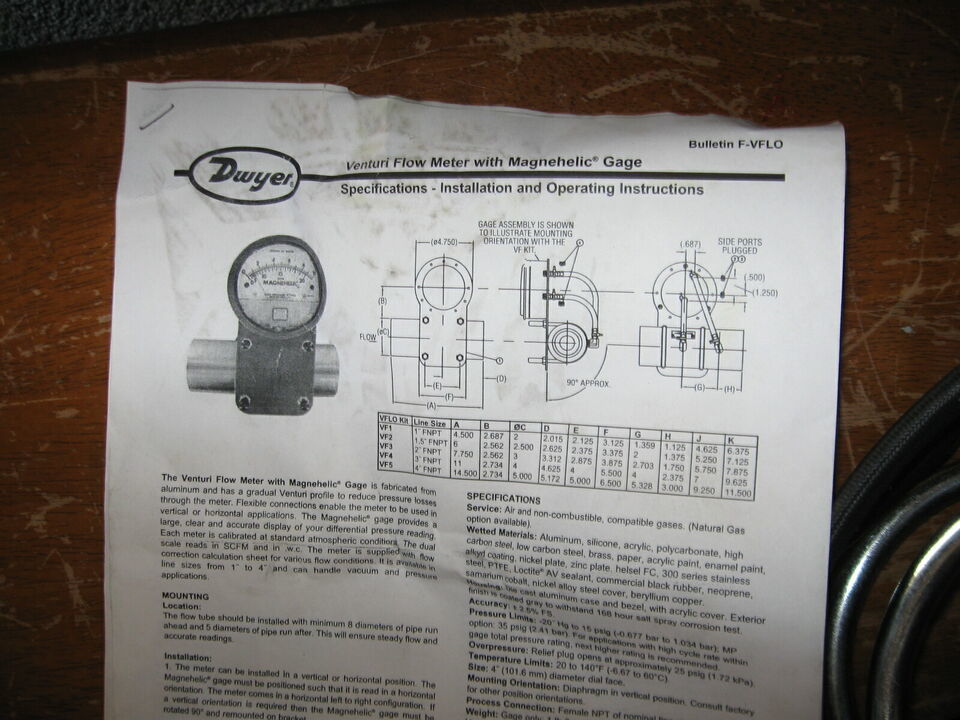 Bulletin F-VFLO
Dwyer®
Venturi Flow Meter with Magnehelic® Gage
Specifications - Installation and Operating Instructions
GAGE ASSEMBLY IS SHOWN
TO ILLUSTRATE MOUNTING
ORIENTATION WITH THE
VF KIT.
SIDE PORTS
PLUGGED
(ø4.750)
(.687)
(.500)
(1.250)
MAGNEHELIC
(B)
(øC)
FLOW
(E)
(F)
(D)
(A)
90° APPROX.
(G)
(H)
VFLO Kit Line Size A B ØC D E F G H J K
VF1 1" FNPT 4.500 2.687 2 2.015 2.125 3.125 1.359 1.125 4.625 6.375
VF2 1.5" FNPT 6 2.562 2.500 2.625 2.375 3.375 2 1.375 5.250 7.125
VF3 2" FNPT 7.750 2.562 3 3.312 2.875 3.875 2.703 1.750 5.750 7.875
VF4 3" FNPT 11 2.734 4 4.625 4 5.500 4 2.375 7 9.625
VF5 4" FNPT 14.500 2.734 5.000 5.172 5.000 6.500 5.328 3.000 9.250 11.500
The Venturi Flow Meter with Magnehelic® Gage is fabricated from
aluminum and has a gradual Venturi profile to reduce pressure losses
through the meter. Flexible connections enable the meter to be used in
vertical or horizontal applications. The Magnehelic® gage provides a
large, clear and accurate display of your differential pressure reading.
Each meter is calibrated at standard atmospheric conditions. The dual
scale reads in SCFM and in .w.c. The meter is supplied with flow
correction calculation sheet for various flow conditions. It is available in
line sizes from 1" to 4" and can handle vacuum and pressure
applications.
MOUNTING
Location:
The flow tube should be installed with minimum 8 diameters of pipe run
ahead and 5 diameters of pipe run after. This will ensure steady flow and
accurate readings.
Installation:
1. The meter can be installed in a vertical or horizontal position. The
Magnehelic® gage must be positioned such that it is read in a horizontal
orientation. The meter comes in a horizontal left to right configuration. If
a vertical orientation is required then the Magnehelic® gage must be
rotated 90° and remounted on bracket.
SPECIFICATIONS
Service: Air and non-combustible, compatible gases. (Natural Gas
option available).
Wetted Materials: Aluminum, silicone, acrylic, polycarbonate, high
carbon steel, low carbon steel, brass, paper, acrylic paint, enamel paint,
alloyd coating, nickel plate, zinc plate, helsel FC, 300 series stainless
steel, PTFE, Loctite® AV sealant, commercial black rubber, neoprene,
samarium cobalt, nickel alloy steel cover, beryllium copper.
Housing: Die cast aluminum case and bezel, with acrylic cover. Exterior
finish is coated gray to withstand 168 hour salt spray corrosion test.
Accuracy: ± 2.5% FS.
Pressure Limits: -20" Hg to 15 psig (-0.677 bar to 1.034 bar); MP
option: 35 psig (2.41 bar). For applications with high cycle rate within
gage total pressure rating, next higher rating is recommended.
Overpressure: Relief plug opens at approximately 25 psig (1.72 kPa).
Temperature Limits: 20 to 140°F (-6.67 to 60°C).
Size: 4" (101.6 mm) diameter dial face.
Mounting Orientation: Diaphragm in vertical position. Consult factory
for other position orientations.
Process Connection: Female NPT of nominal
Weight: Gage only,